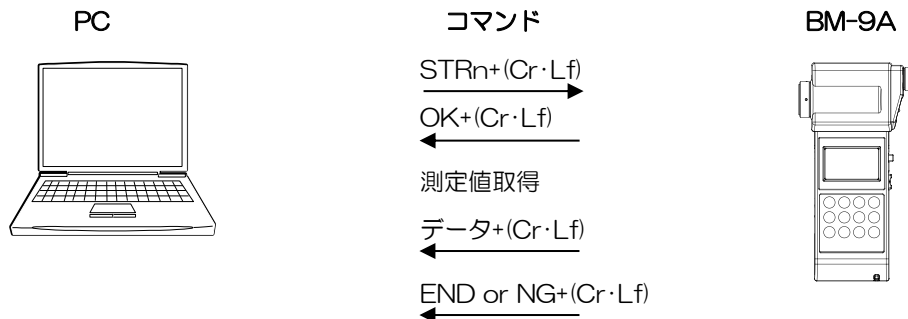 PC コマンド BM-9A
STRn+(Cr·Lf)
OK+(Cr·Lf)
測定値取得
データ+(Cr·Lf)
END or NG+(Cr·Lf)